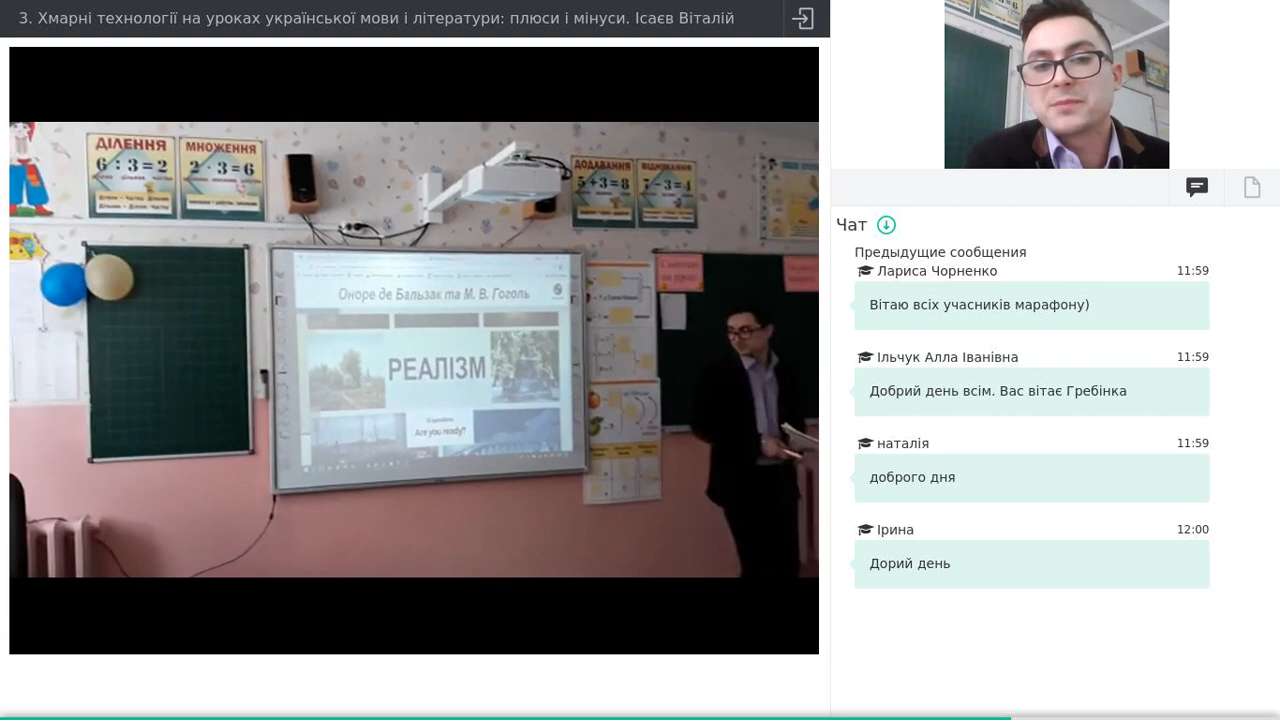 3. Хмарні технології на уроках української мови і літератури: плюси і мінуси. Ісаєв Віталій
ДІЛЕННЯ
6 : 3 = 2
МНОЖЕННЯ
2 · 3 = 6
ДОДАВАННЯ
5 + 3 = 8
ВІДНІМАННЯ
7 - 3 = 4
Оноре де Бальзак та М. В. Гоголь
РЕАЛІЗМ
Are you ready?
Чат
Предыдущие сообщения
Лариса Чорненко 11:59
Вітаю всіх учасників марафону)
Ільчук Алла Іванівна 11:59
Добрий день всім. Вас вітає Гребінка
наталія 11:59
доброго дня
Ірина 12:00
Дорий день